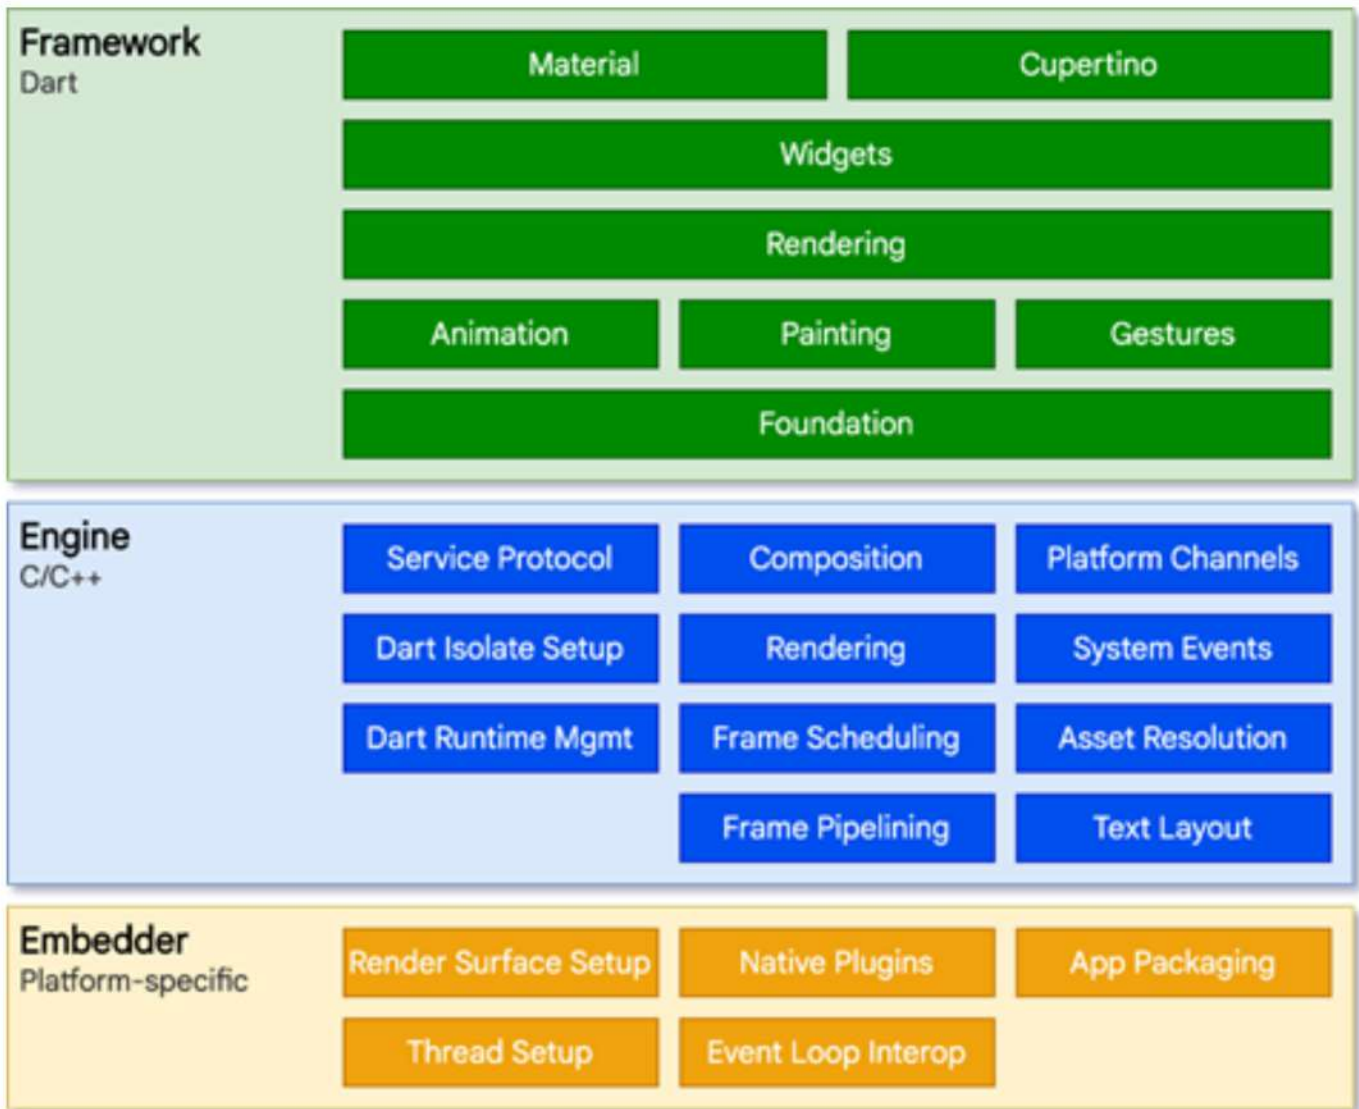 Framework
Dart
Material
Cupertino
Widgets
Rendering
Animation
Painting
Gestures
Foundation
Engine
C/C++
Service Protocol
Composition
Platform Channels
Dart Isolate Setup
Rendering
System Events
Dart Runtime Mgmt
Frame Scheduling
Asset Resolution
Frame Pipelining
Text Layout
Embedder
Platform-specific
Render Surface Setup
Native Plugins
App Packaging
Thread Setup
Event Loop Interop